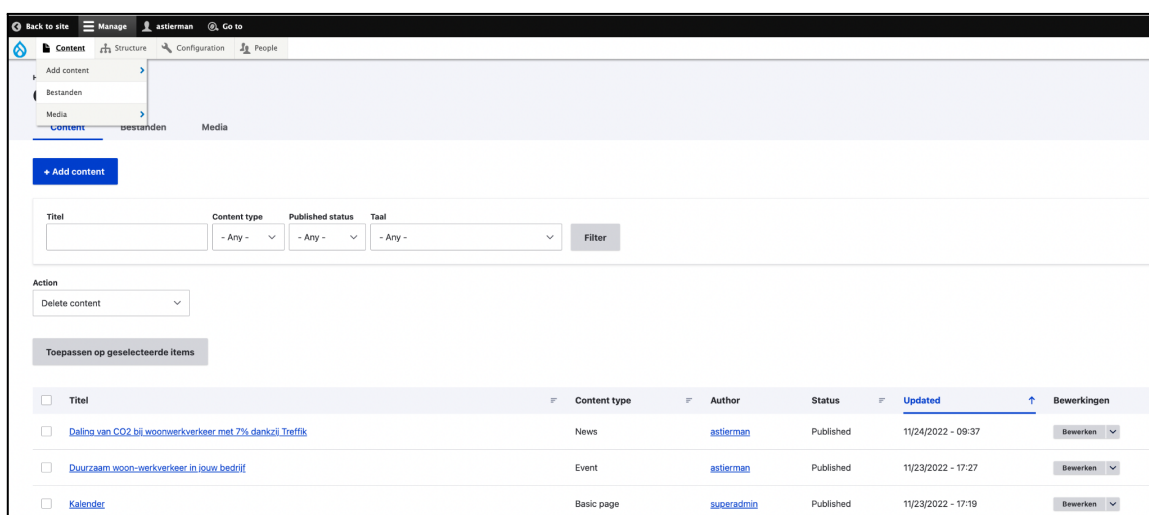 Back to site Manage astierman Go to
Content Structure Configuration People
Add content
Bestanden
Media
Content Bestanden Media
+ Add content
Titel Content type Published status Taal
- Any - - Any - - Any - Filter
Action
Delete content
Toepassen op geselecteerde items
Titel Content type Author Status Updated Bewerkingen
Daling van CO2 bij woonwerkverkeer met 7% dankzij Treffik News astierman Published 11/24/2022 - 09:37 Bewerken
Duurzaam woon-werkverkeer in jouw bedrijf Event astierman Published 11/23/2022 - 17:27 Bewerken
Kalender Basic page superadmin Published 11/23/2022 - 17:19 Bewerken